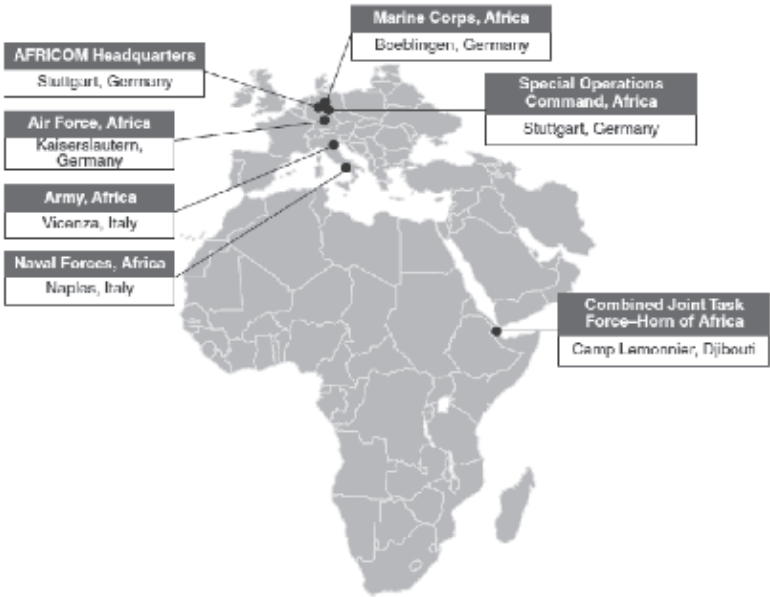 Marine Corps, Africa
Boeblingen, Germany
AFRICOM Headquarters
Stuttgart, Germany
Special Operations
Command, Africa
Stuttgart, Germany
Air Force, Africa
Kaiserslautern,
Germany
Army, Africa
Vicenza, Italy
Naval Forces, Africa
Naples, Italy
Combined Joint Task
Force–Horn of Africa
Camp Lemonnier, Djibouti